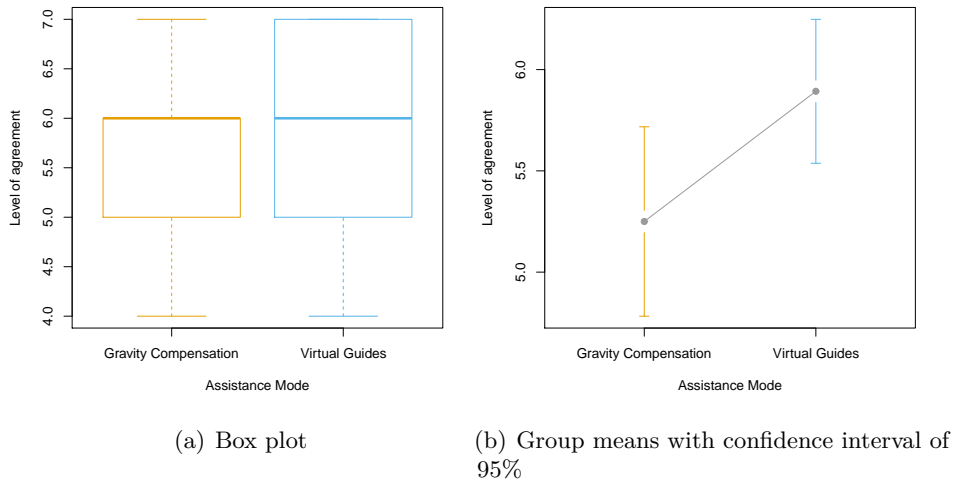 7.0
6.5
6.0
5.5
5.0
4.5
4.0
Level of agreement
Gravity Compensation Virtual Guides
Assistance Mode
(a) Box plot
6.0
5.5
5.0
Level of agreement
Gravity Compensation Virtual Guides
Assistance Mode
(b) Group means with confidence interval of
95%